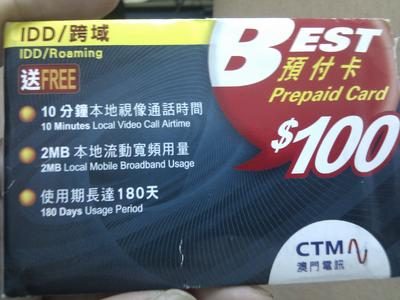 IDD/跨域
IDD/Roaming
送FREE
10分鐘本地視像通話時間
10 Minutes Local Video Call Airtime
2MB 本地流動寬頻用量
2MB Local Mobile Broadband Usage
使用期長達180天
180 Days Usage Period
BEST
預付卡
Prepaid Card
$100
CTM
澳門電訊